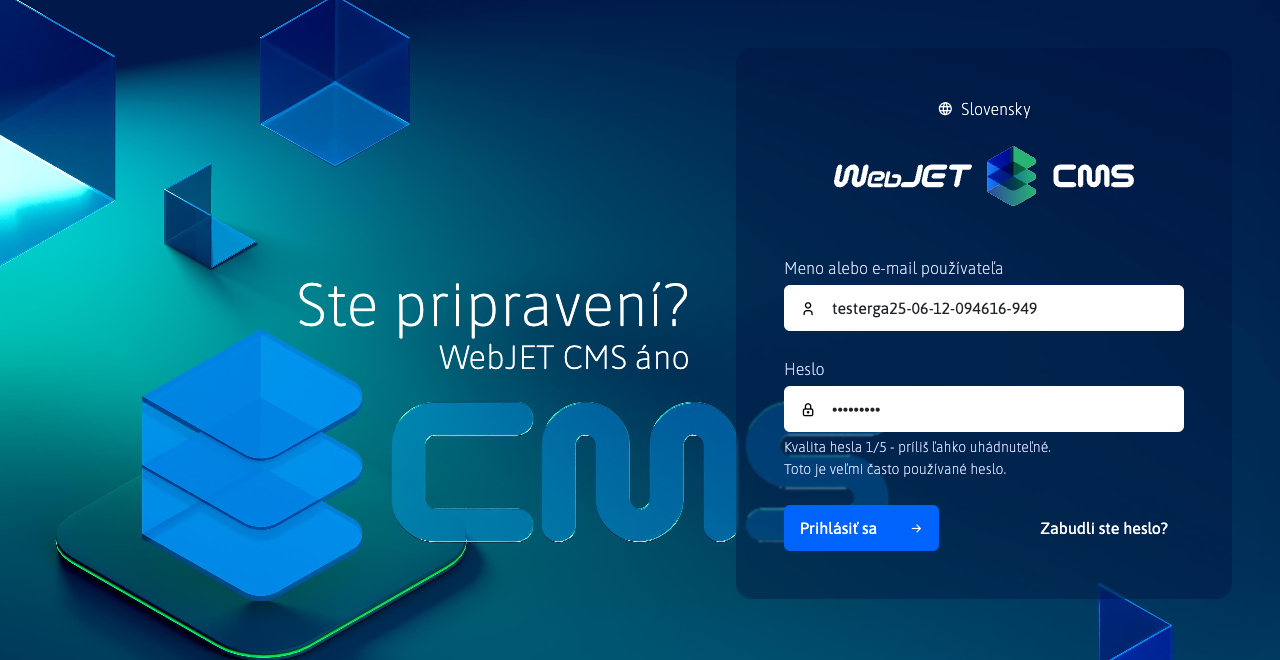 Slovensky
WebJET CMS
Meno alebo e-mail používateľa
testerga25-06-12-094616-949
Ste pripravení?
WebJET CMS áno
Heslo
•••••••••
CMS
Kvalita hesla 1/5 - príliš ľahko uhádnuteľné.
Toto je veľmi často používané heslo.
Prihlásiť sa
Zabudli ste heslo?